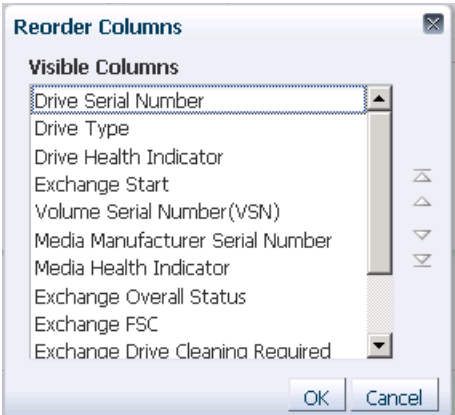 Reorder Columns
Visible Columns
Drive Serial Number
Drive Type
Drive Health Indicator
Exchange Start
Volume Serial Number(VSN)
Media Manufacturer Serial Number
Media Health Indicator
Exchange Overall Status
Exchange FSC
Exchange Drive Cleaning Required
OK
Cancel